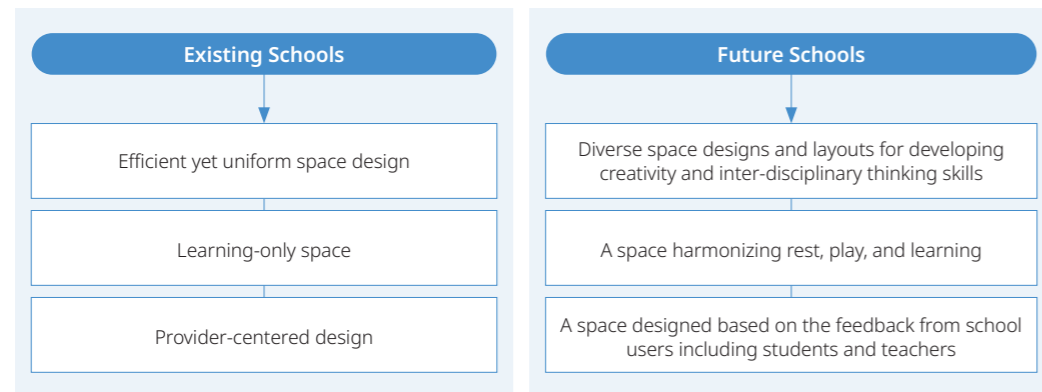 Existing Schools
Efficient yet uniform space design
Learning-only space
Provider-centered design
Future Schools
Diverse space designs and layouts for developing
creativity and inter-disciplinary thinking skills
A space harmonizing rest, play, and learning
A space designed based on the feedback from school
users including students and teachers